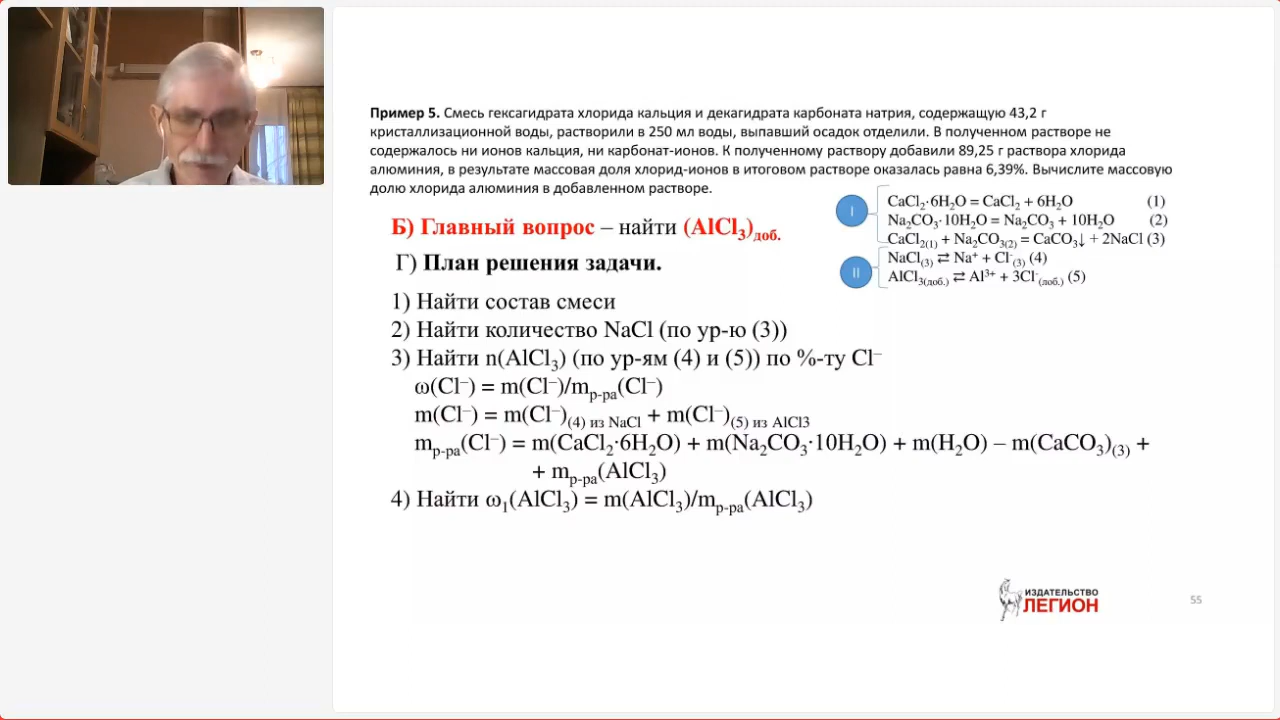 Пример 5. Смесь гексагидрата хлорида кальция и декагидрата карбоната натрия, содержащую 43,2 г
кристаллизационной воды, растворили в 250 мл воды, выпавший осадок отделили. В полученном растворе не
содержалось ни ионов кальция, ни карбонат-ионов. К полученному раствору добавили 89,25 г раствора хлорида
алюминия, в результате массовая доля хлорид-ионов в итоговом растворе оказалась равна 6,39%. Вычислите массовую
долю хлорида алюминия в добавленном растворе.
I
CaCl₂·6H₂O = CaCl₂ + 6H₂O (1)
Na₂CO₃·10H₂O = Na₂CO₃ + 10H₂O (2)
CaCl₂₍₁₎ + Na₂CO₃₍₂₎ = CaCO₃↓ + 2NaCl (3)
II
NaCl₍₃₎ ⇄ Na⁺ + Cl⁻₍₃₎ (4)
AlCl₃(доб.) ⇄ Al³⁺ + 3Cl⁻(доб.) (5)
Б) Главный вопрос – найти (AlCl₃)доб.
Г) План решения задачи.
1) Найти состав смеси
2) Найти количество NaCl (по ур-ю (3))
3) Найти n(AlCl₃) (по ур-ям (4) и (5)) по %-ту Cl⁻
ω(Cl⁻) = m(Cl⁻)/mр-ра(Cl⁻)
m(Cl⁻) = m(Cl⁻)(4) из NaCl + m(Cl⁻)(5) из AlCl3
mр-ра(Cl⁻) = m(CaCl₂·6H₂O) + m(Na₂CO₃·10H₂O) + m(H₂O) – m(CaCO₃)₍₃₎ +
+ mр-ра(AlCl₃)
4) Найти ω₁(AlCl₃) = m(AlCl₃)/mр-ра(AlCl₃)
ИЗДАТЕЛЬСТВО
ЛЕГИОН
55